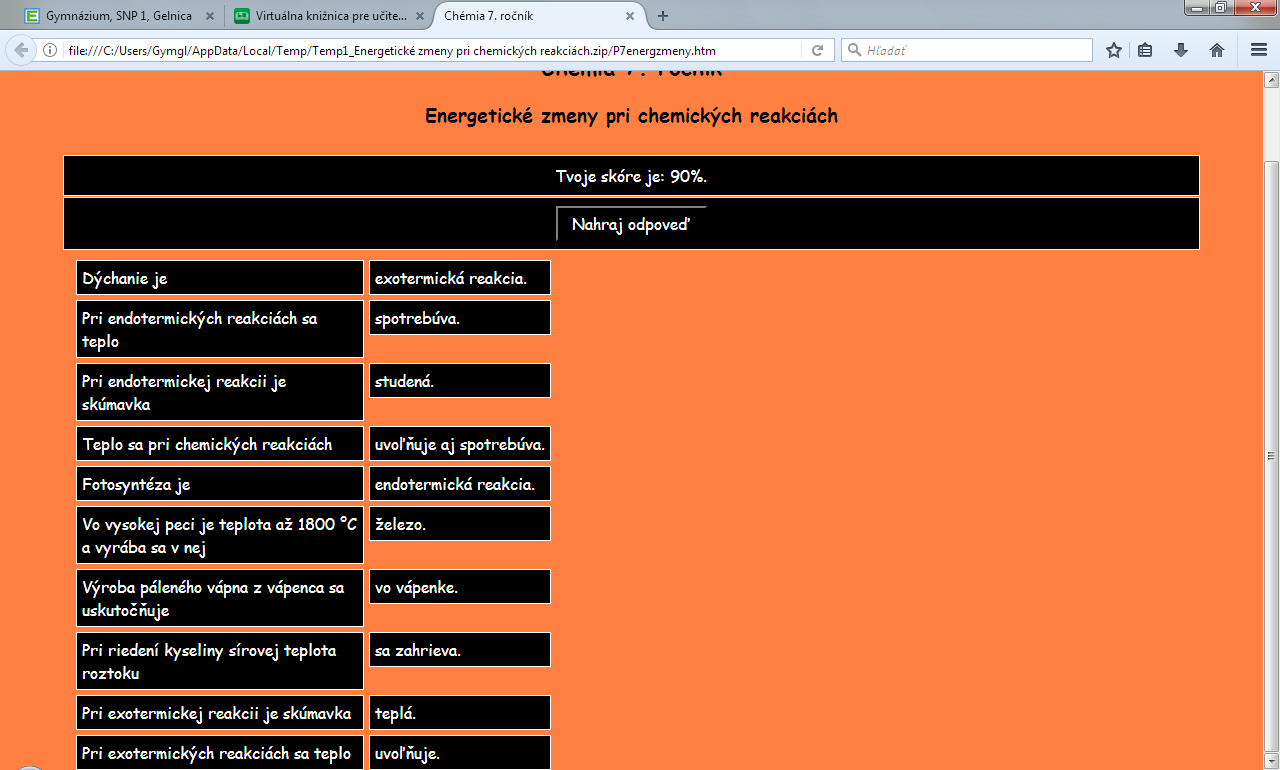 Gymnázium, SNP 1, Gelnica
Virtuálna knižnica pre učite...
Chémia 7. ročník
file:///C:/Users/Gymgl/AppData/Local/Temp/Temp1_Energetické zmeny pri chemických reakciách.zip/P7energzmeny.htm
Hľadať
Chémia 7. ročník
Energetické zmeny pri chemických reakciách
Tvoje skóre je: 90%.
Nahraj odpoveď
Dýchanie je
exotermická reakcia.
Pri endotermických reakciách sa
teplo
spotrebúva.
Pri endotermickej reakcii je
skúmavka
studená.
Teplo sa pri chemických reakciách
uvoľňuje aj spotrebúva.
Fotosyntéza je
endotermická reakcia.
Vo vysokej peci je teplota až 1800 °C
a vyrába sa v nej
železo.
Výroba páleného vápna z vápenca sa
uskutočňuje
vo vápenke.
Pri riedení kyseliny sírovej teplota
roztoku
sa zahrieva.
Pri exotermickej reakcii je skúmavka
teplá.
Pri exotermických reakciách sa teplo
uvoľňuje.